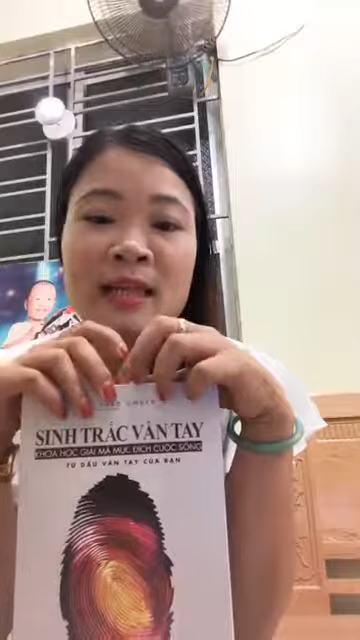 SINH TRẮC VÂN TAY
KHOA HỌC GIẢI MÃ MỤC ĐÍCH CUỘC SỐNG
TỪ DẤU VÂN TAY CỦA BẠN